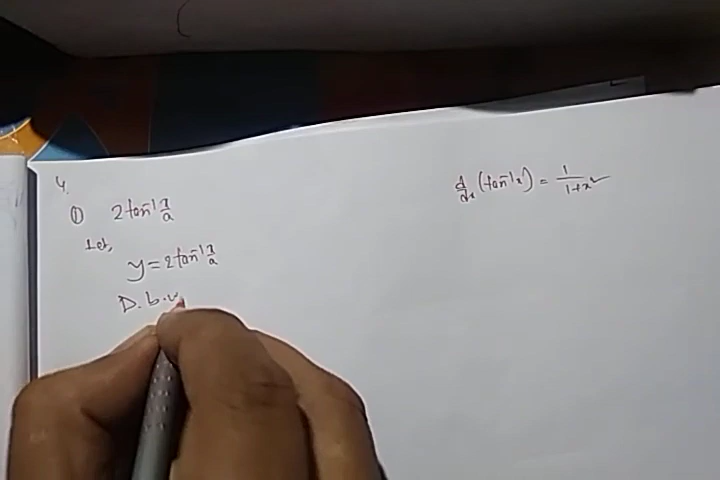 4.
① 2tan⁻¹ x/a
Let,
y = 2tan⁻¹ x/a
D. b. w
d/dx (tan⁻¹x) = 1/1+x²